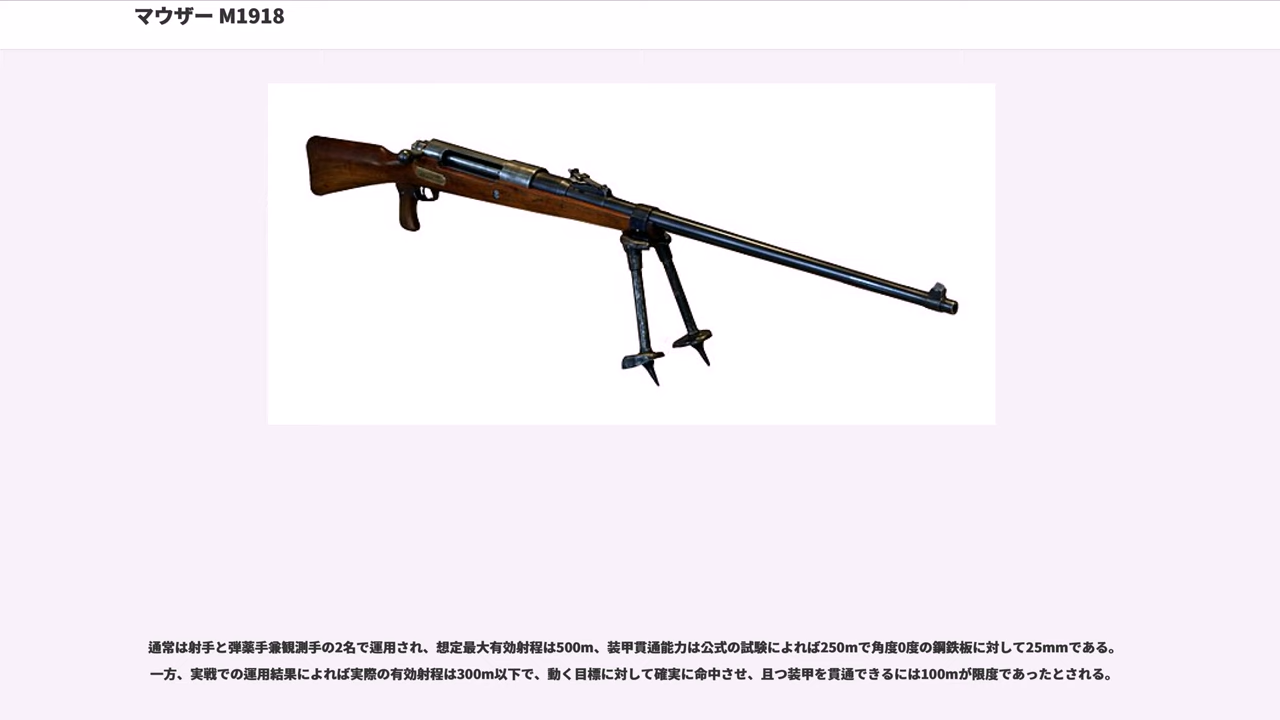 マウザー M1918
通常は射手と弾薬手兼観測手の2名で運用され、想定最大有効射程は500m、装甲貫通能力は公式の試験によれば250mで角度0度の鋼鉄板に対して25mmである。
一方、実戦での運用結果によれば実際の有効射程は300m以下で、動く目標に対して確実に命中させ、且つ装甲を貫通できるには100mが限度であったとされる。